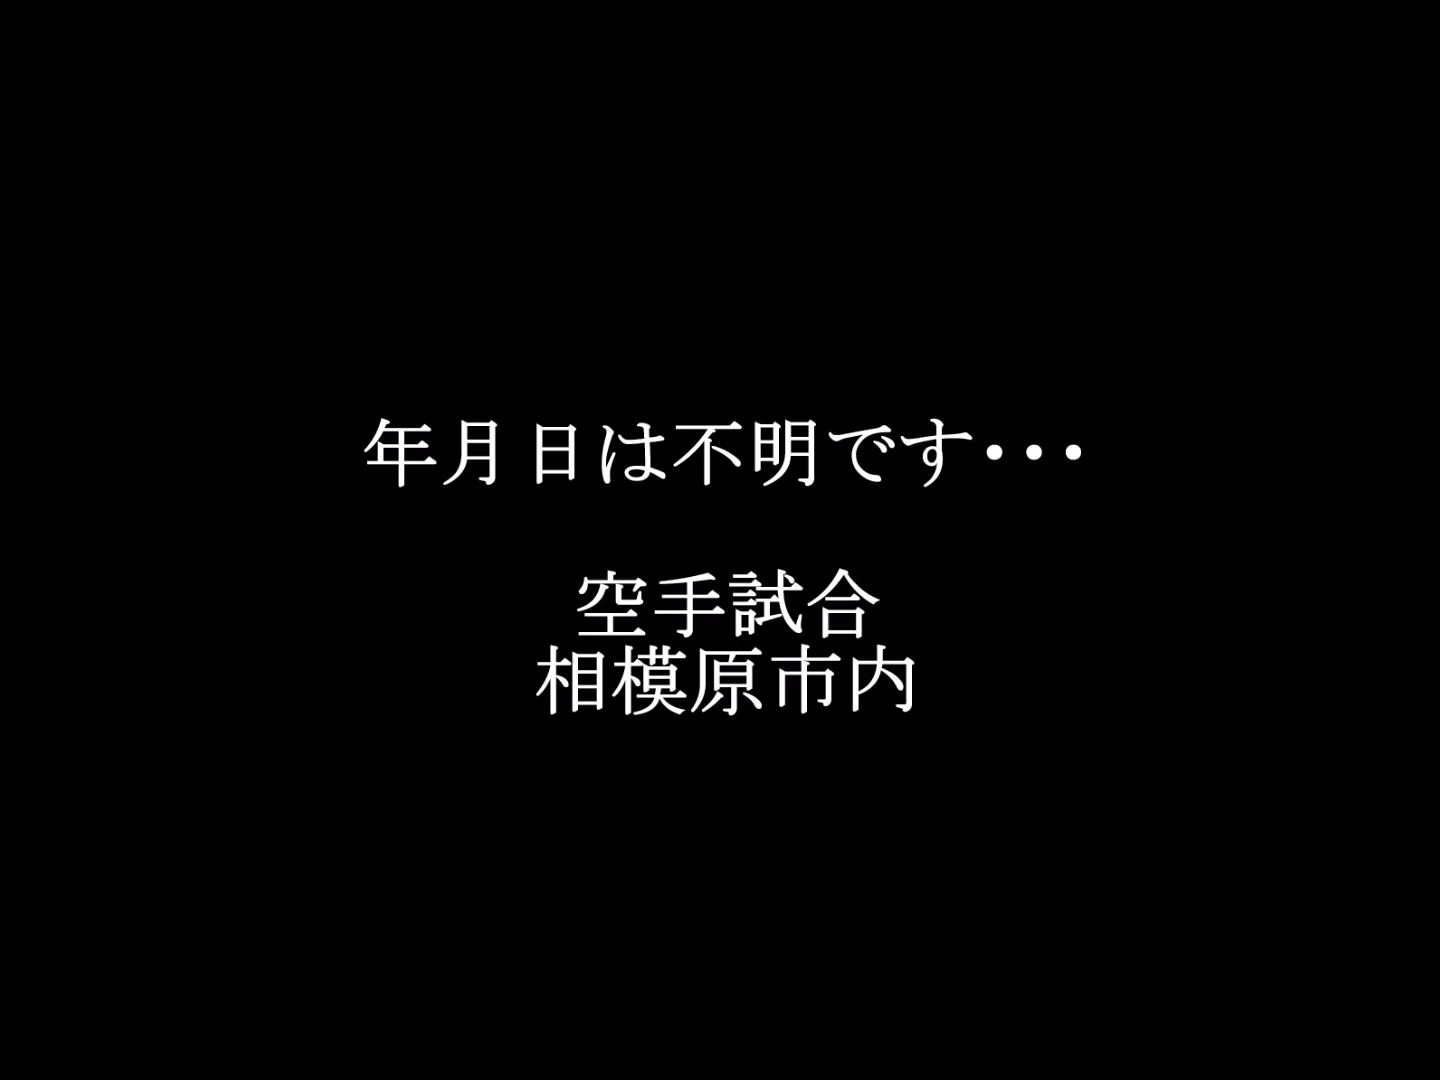 年月日は不明です・・・
空手試合
相模原市内